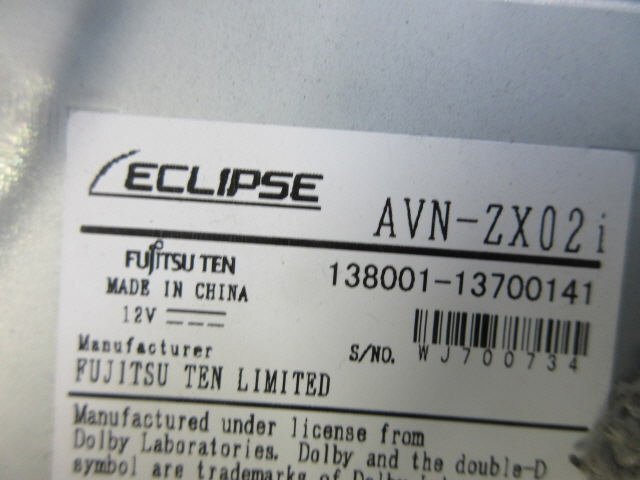 ECLIPSE
AVN-ZX02i
FUJITSU TEN
138001-13700141
MADE IN CHINA
12V
S/NO. WJ700734
Manufacturer
FUJITSU TEN LIMITED
Manufactured under license from
Dolby Laboratories. Dolby and the double-D
symbol are trademarks of Dolby